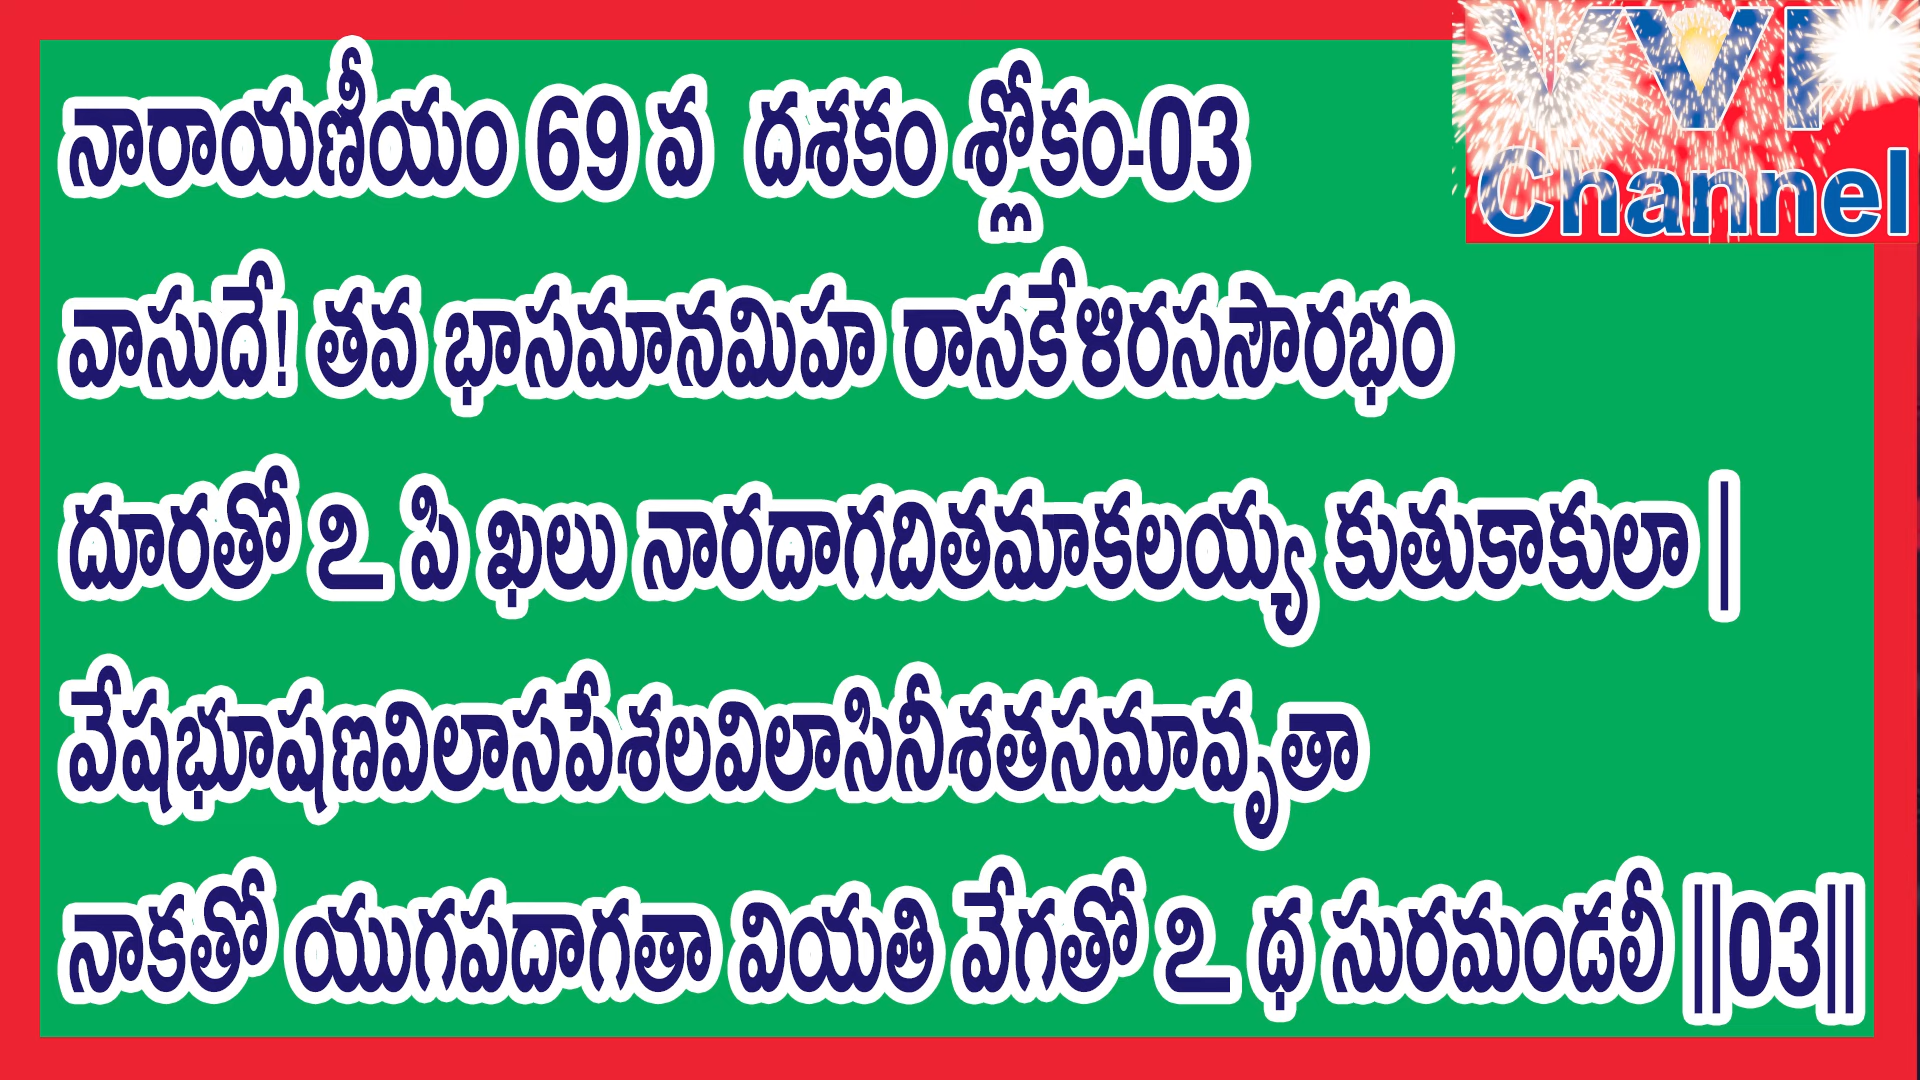 నారాయణీయం 69 వ దశకం శ్లోకం-03
వాసుదే! తవ భాసమానమిహ రాసకేళిరససౌరభం
దూరతో ఽ పి ఖలు నారదాగదితమాకలయ్య కుతుకాకులా |
వేషభూషణవిలాసపేశలవిలాసినీశతసమావృతా
నాకతో యుగపదాగతా వియతి వేగతో ఽ థ సురమండలీ ||03||
Channel